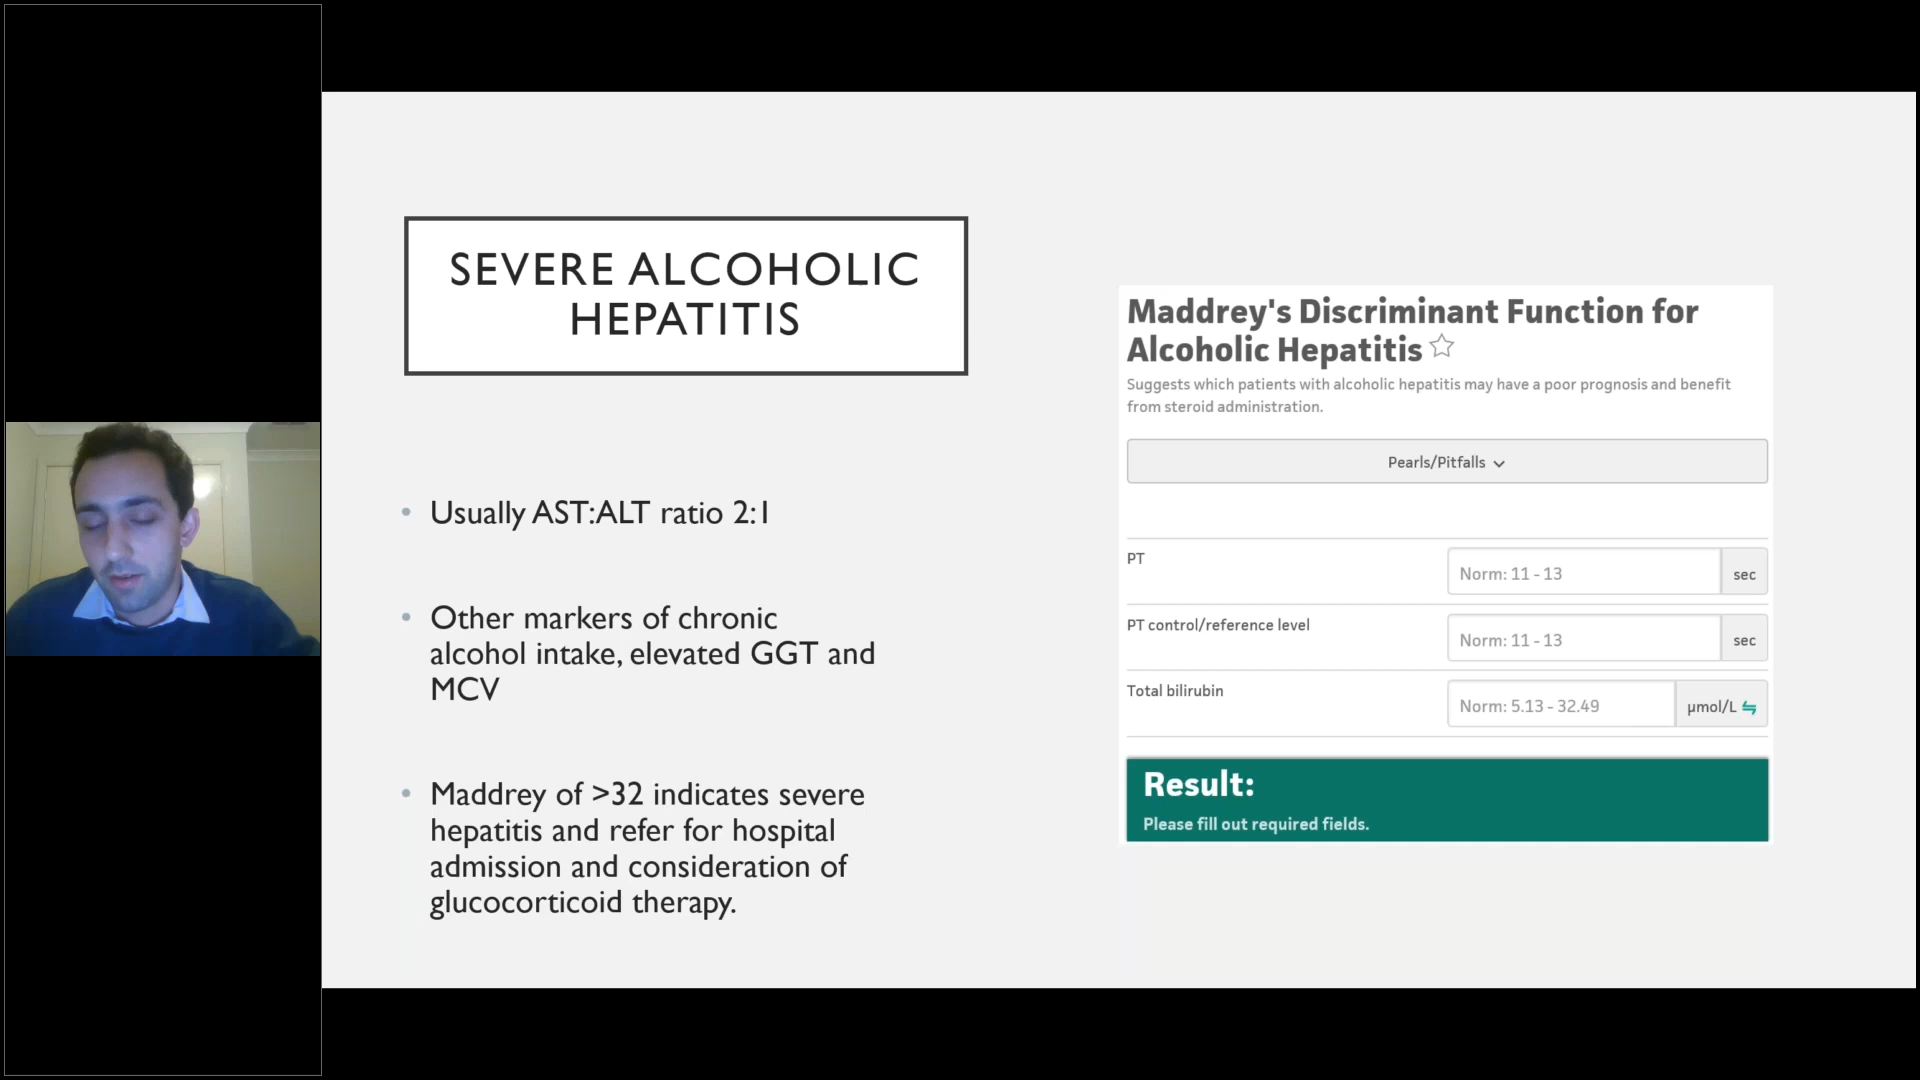 SEVERE ALCOHOLIC
HEPATITIS
• Usually AST:ALT ratio 2:1
• Other markers of chronic
alcohol intake, elevated GGT and
MCV
• Maddrey of >32 indicates severe
hepatitis and refer for hospital
admission and consideration of
glucocorticoid therapy.
Maddrey's Discriminant Function for
Alcoholic Hepatitis
Suggests which patients with alcoholic hepatitis may have a poor prognosis and benefit
from steroid administration.
Pearls/Pitfalls
PT Norm: 11 - 13 sec
PT control/reference level Norm: 11 - 13 sec
Total bilirubin Norm: 5.13 - 32.49 μmol/L
Result:
Please fill out required fields.